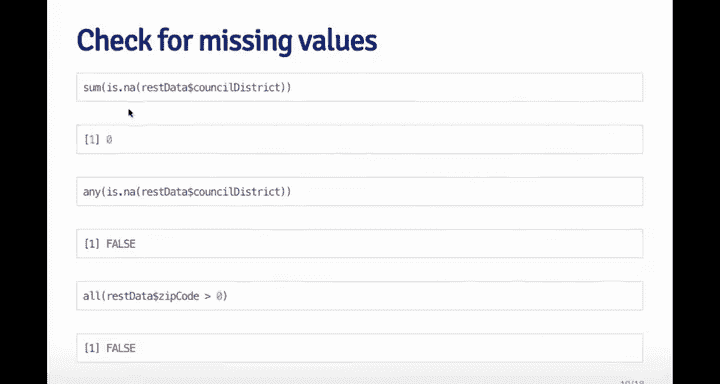 Check for missing values
sum(is.na(restData$councilDistrict))
[1] 0
any(is.na(restData$councilDistrict))
[1] FALSE
all(restData$zipCode > 0)
[1] FALSE